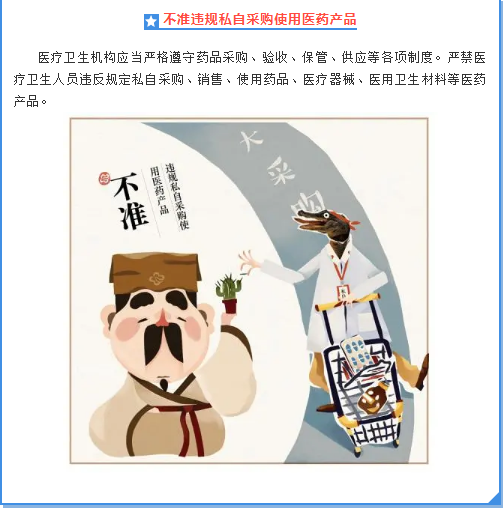 不准违规私自采购使用医药产品
医疗卫生机构应当严格遵守药品采购、验收、保管、供应等各项制度。严禁医
疗卫生人员违反规定私自采购、销售、使用药品、医疗器械、医用卫生材料等医药
产品。
大采购
不准
违规私自采购使
用医药产品